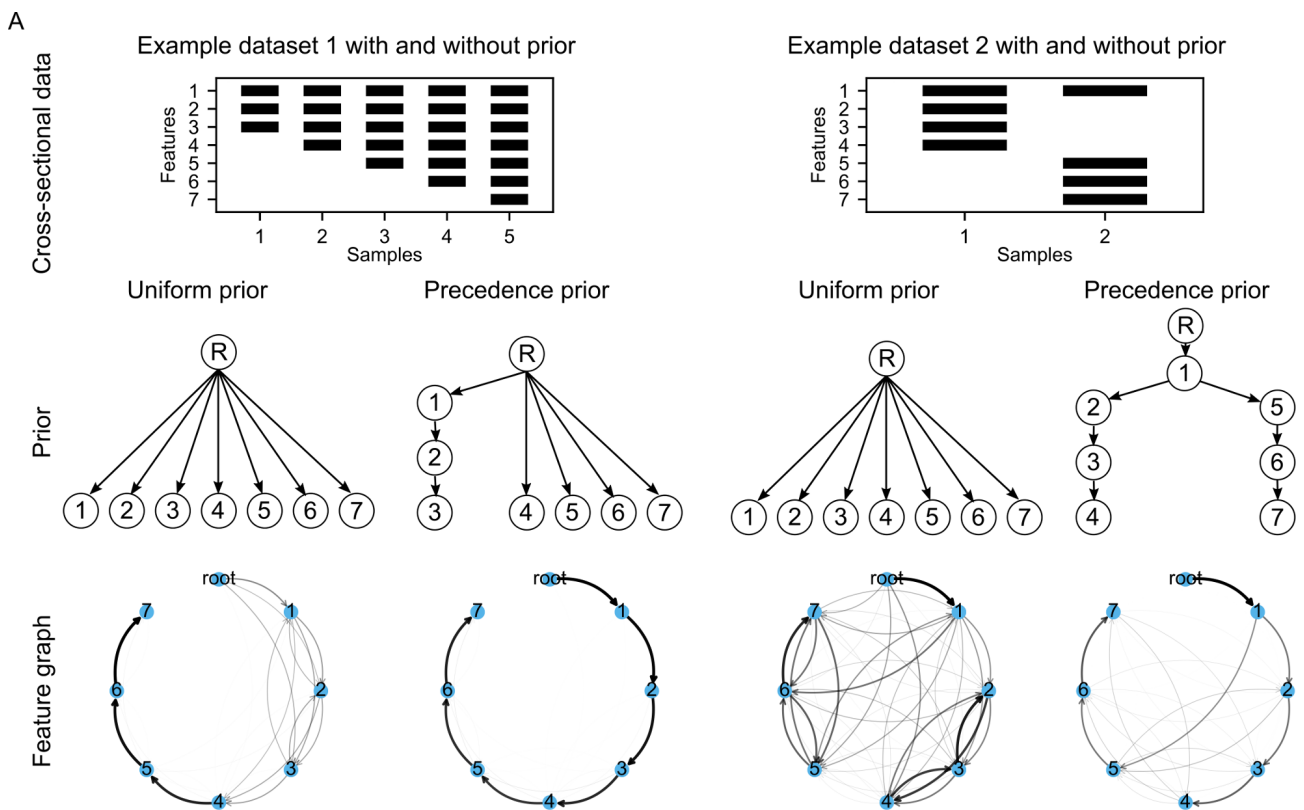 A
Example dataset 1 with and without prior
Example dataset 2 with and without prior
Cross-sectional data
Features
1
2
3
4
5
6
7
1 2 3 4 5
Samples
Features
1
2
3
4
5
6
7
1 2
Samples
Prior
Uniform prior
R
1 2 3 4 5 6 7
Precedence prior
R
1
2
3 4 5 6 7
Uniform prior
R
1 2 3 4 5 6 7
Precedence prior
R
1
2 5
3 6
4 7
Feature graph
root
7 1
6 2
5 3
4
root
7 1
6 2
5 3
4
root
7 1
6 2
5 3
4
root
7 1
6 2
5 3
4